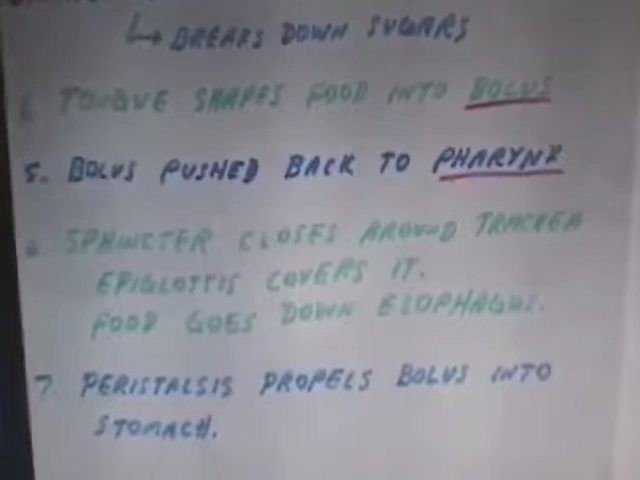 ↳ BREAKS DOWN SUGARS
TONGUE SHAPES FOOD INTO BOLUS
5. BOLUS PUSHED BACK TO PHARYNX
6. SPHINCTER CLOSES AROUND TRACHEA
EPIGLOTTIS COVERS IT.
FOOD GOES DOWN ESOPHAGUS.
7. PERISTALSIS PROPELS BOLUS INTO
STOMACH.